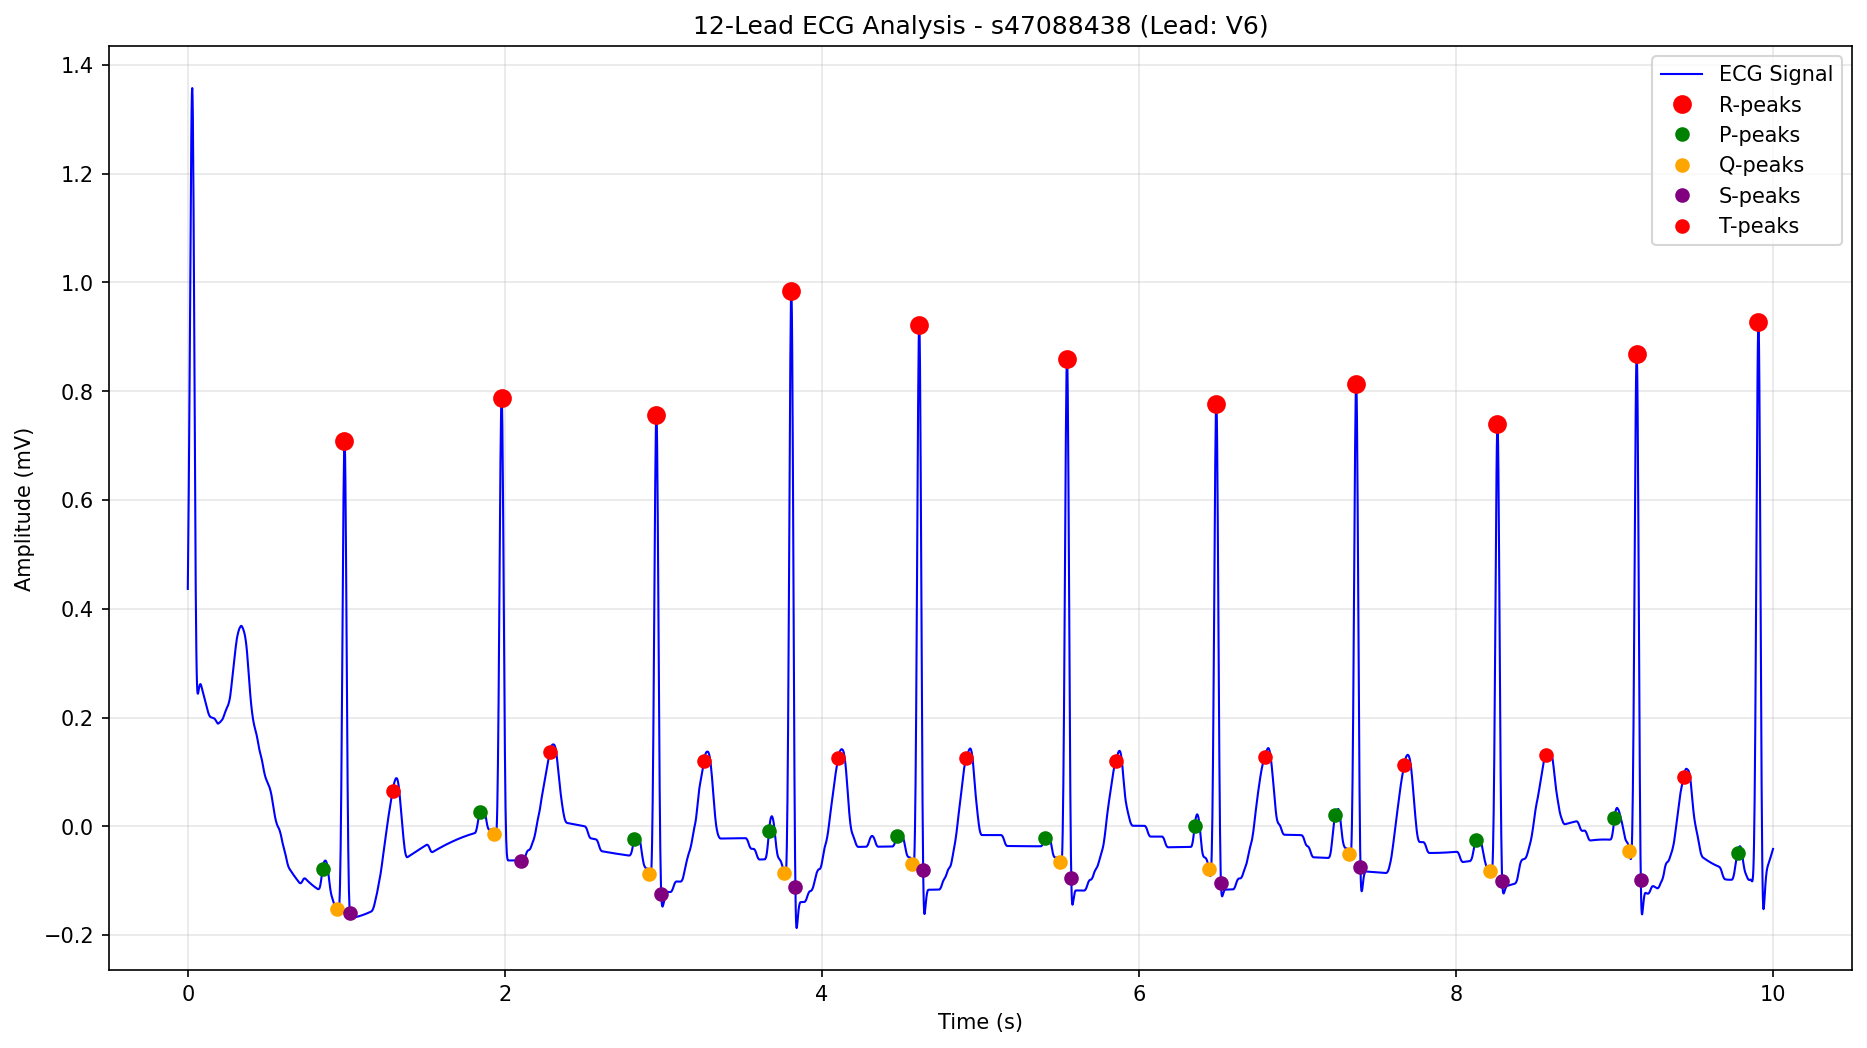 12-Lead ECG Analysis - s47088438 (Lead: V6)
ECG Signal
R-peaks
P-peaks
Q-peaks
S-peaks
T-peaks
Amplitude (mV)
1.4
1.2
1.0
0.8
0.6
0.4
0.2
0.0
−0.2
0 2 4 6 8 10
Time (s)